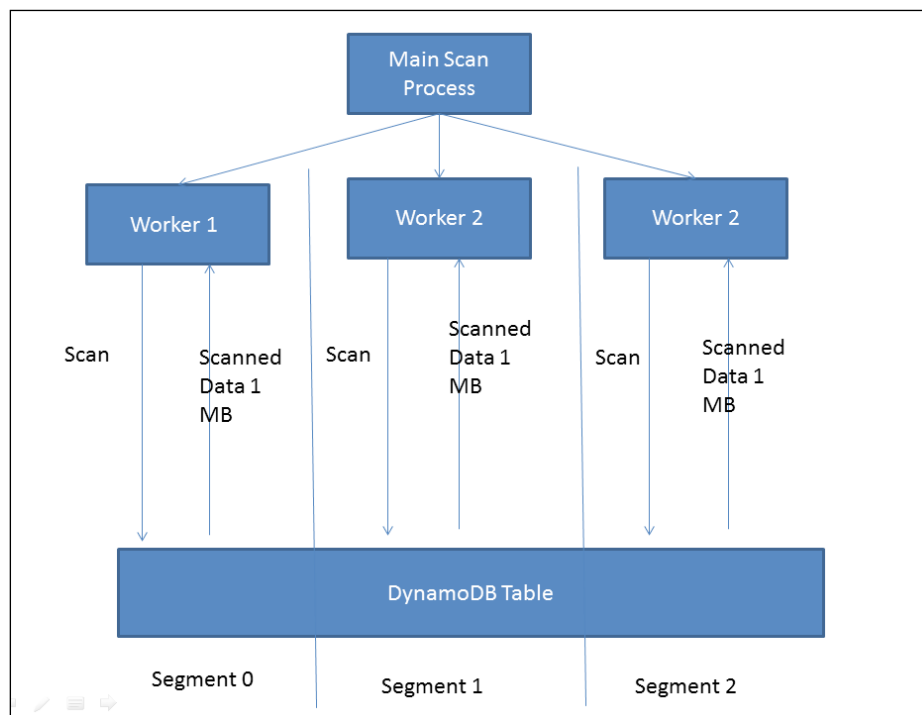 Main Scan
Process
Worker 1
Worker 2
Worker 2
Scan
Scanned
Data 1
MB
Scan
Scanned
Data 1
MB
Scan
Scanned
Data 1
MB
DynamoDB Table
Segment 0
Segment 1
Segment 2